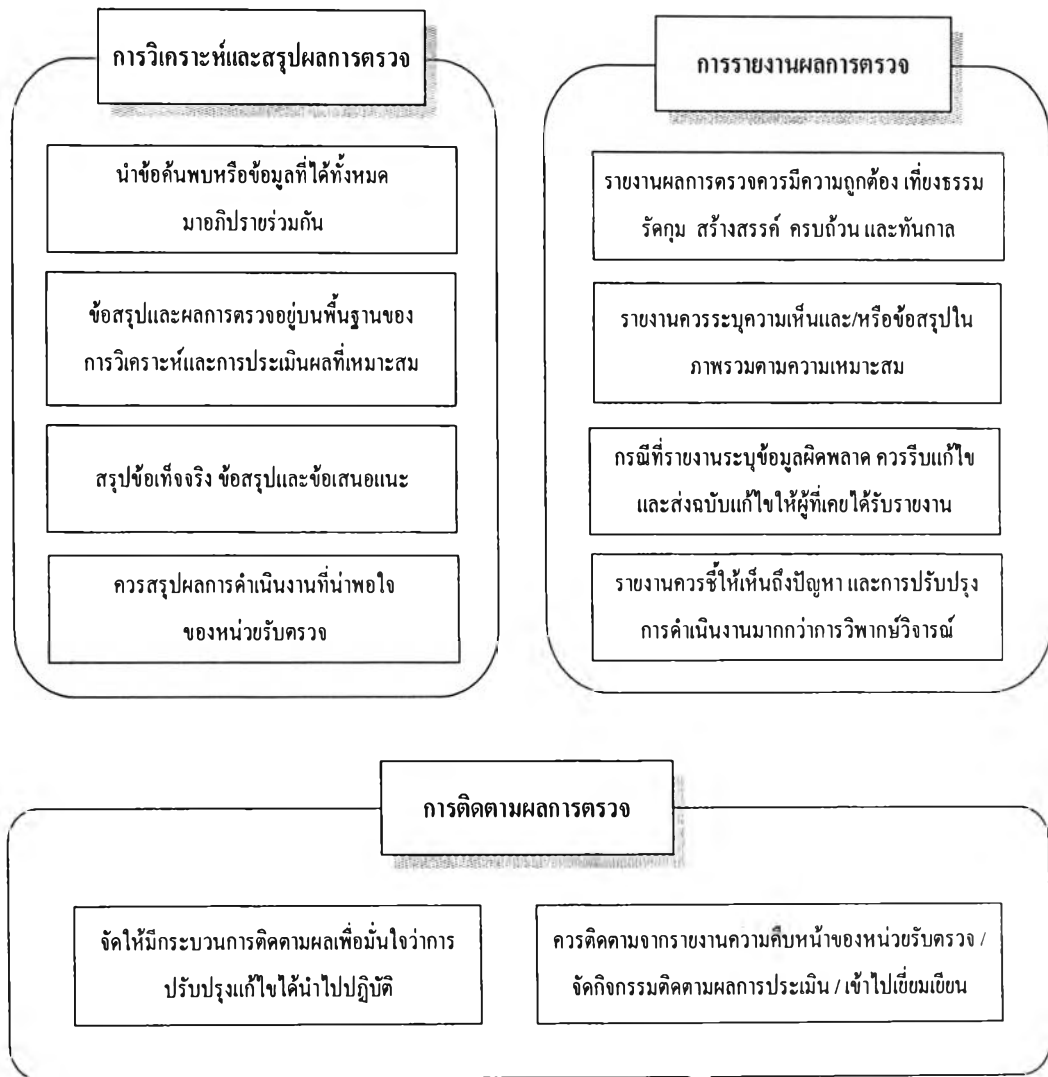 การวิเคราะห์และสรุปผลการตรวจ
นำข้อค้นพบหรือข้อมูลที่ได้ทั้งหมด
มาอภิปรายร่วมกัน
ข้อสรุปและผลการตรวจอยู่บนพื้นฐานของ
การวิเคราะห์และการประเมินผลที่เหมาะสม
สรุปข้อเท็จจริง ข้อสรุปและข้อเสนอแนะ
ควรสรุปผลการดำเนินงานที่น่าพอใจ
ของหน่วยรับตรวจ
การรายงานผลการตรวจ
รายงานผลการตรวจควรมีความถูกต้อง เที่ยงธรรม
รัดกุม สร้างสรรค์ ครบถ้วน และทันกาล
รายงานควรระบุความเห็นและ/หรือข้อสรุปใน
ภาพรวมตามความเหมาะสม
กรณีที่รายงานระบุข้อมูลผิดพลาด ควรรีบแก้ไข
และส่งฉบับแก้ไขให้ผู้ที่เคยได้รับรายงาน
รายงานควรชี้ให้เห็นถึงปัญหา และการปรับปรุง
การดำเนินงานมากกว่าการวิพากษ์วิจารณ์
การติดตามผลการตรวจ
จัดให้มีกระบวนการติดตามผลเพื่อมั่นใจว่าการ
ปรับปรุงแก้ไขได้นำไปปฏิบัติ
ควรติดตามจากรายงานความคืบหน้าของหน่วยรับตรวจ /
จัดกิจกรรมติดตามผลการประเมิน / เข้าไปเยี่ยมเยียน